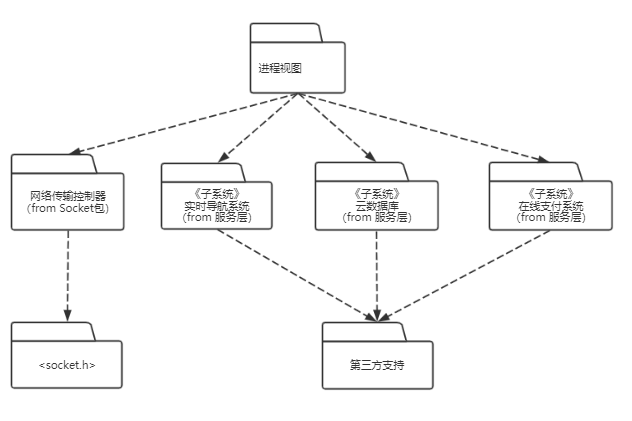 进程视图
网络传输控制器
(from Socket包)
《子系统》
实时导航系统
(from 服务层)
《子系统》
云数据库
(from 服务层)
《子系统》
在线支付系统
(from 服务层)
<socket.h>
第三方支持